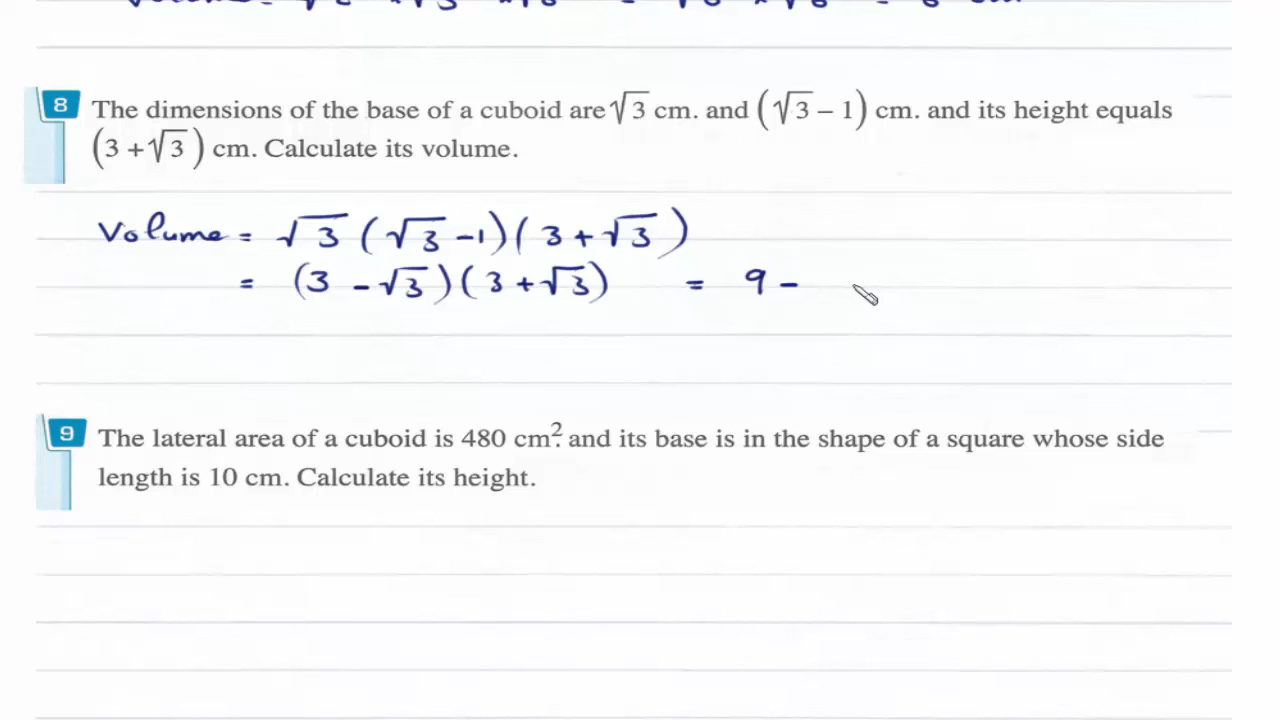 8 The dimensions of the base of a cuboid are √3 cm. and (√3 – 1) cm. and its height equals
(3 + √3) cm. Calculate its volume.
Volume = √3 (√3 - 1)(3 + √3)
= (3 - √3)(3 + √3) = 9 -
9 The lateral area of a cuboid is 480 cm². and its base is in the shape of a square whose side
length is 10 cm. Calculate its height.